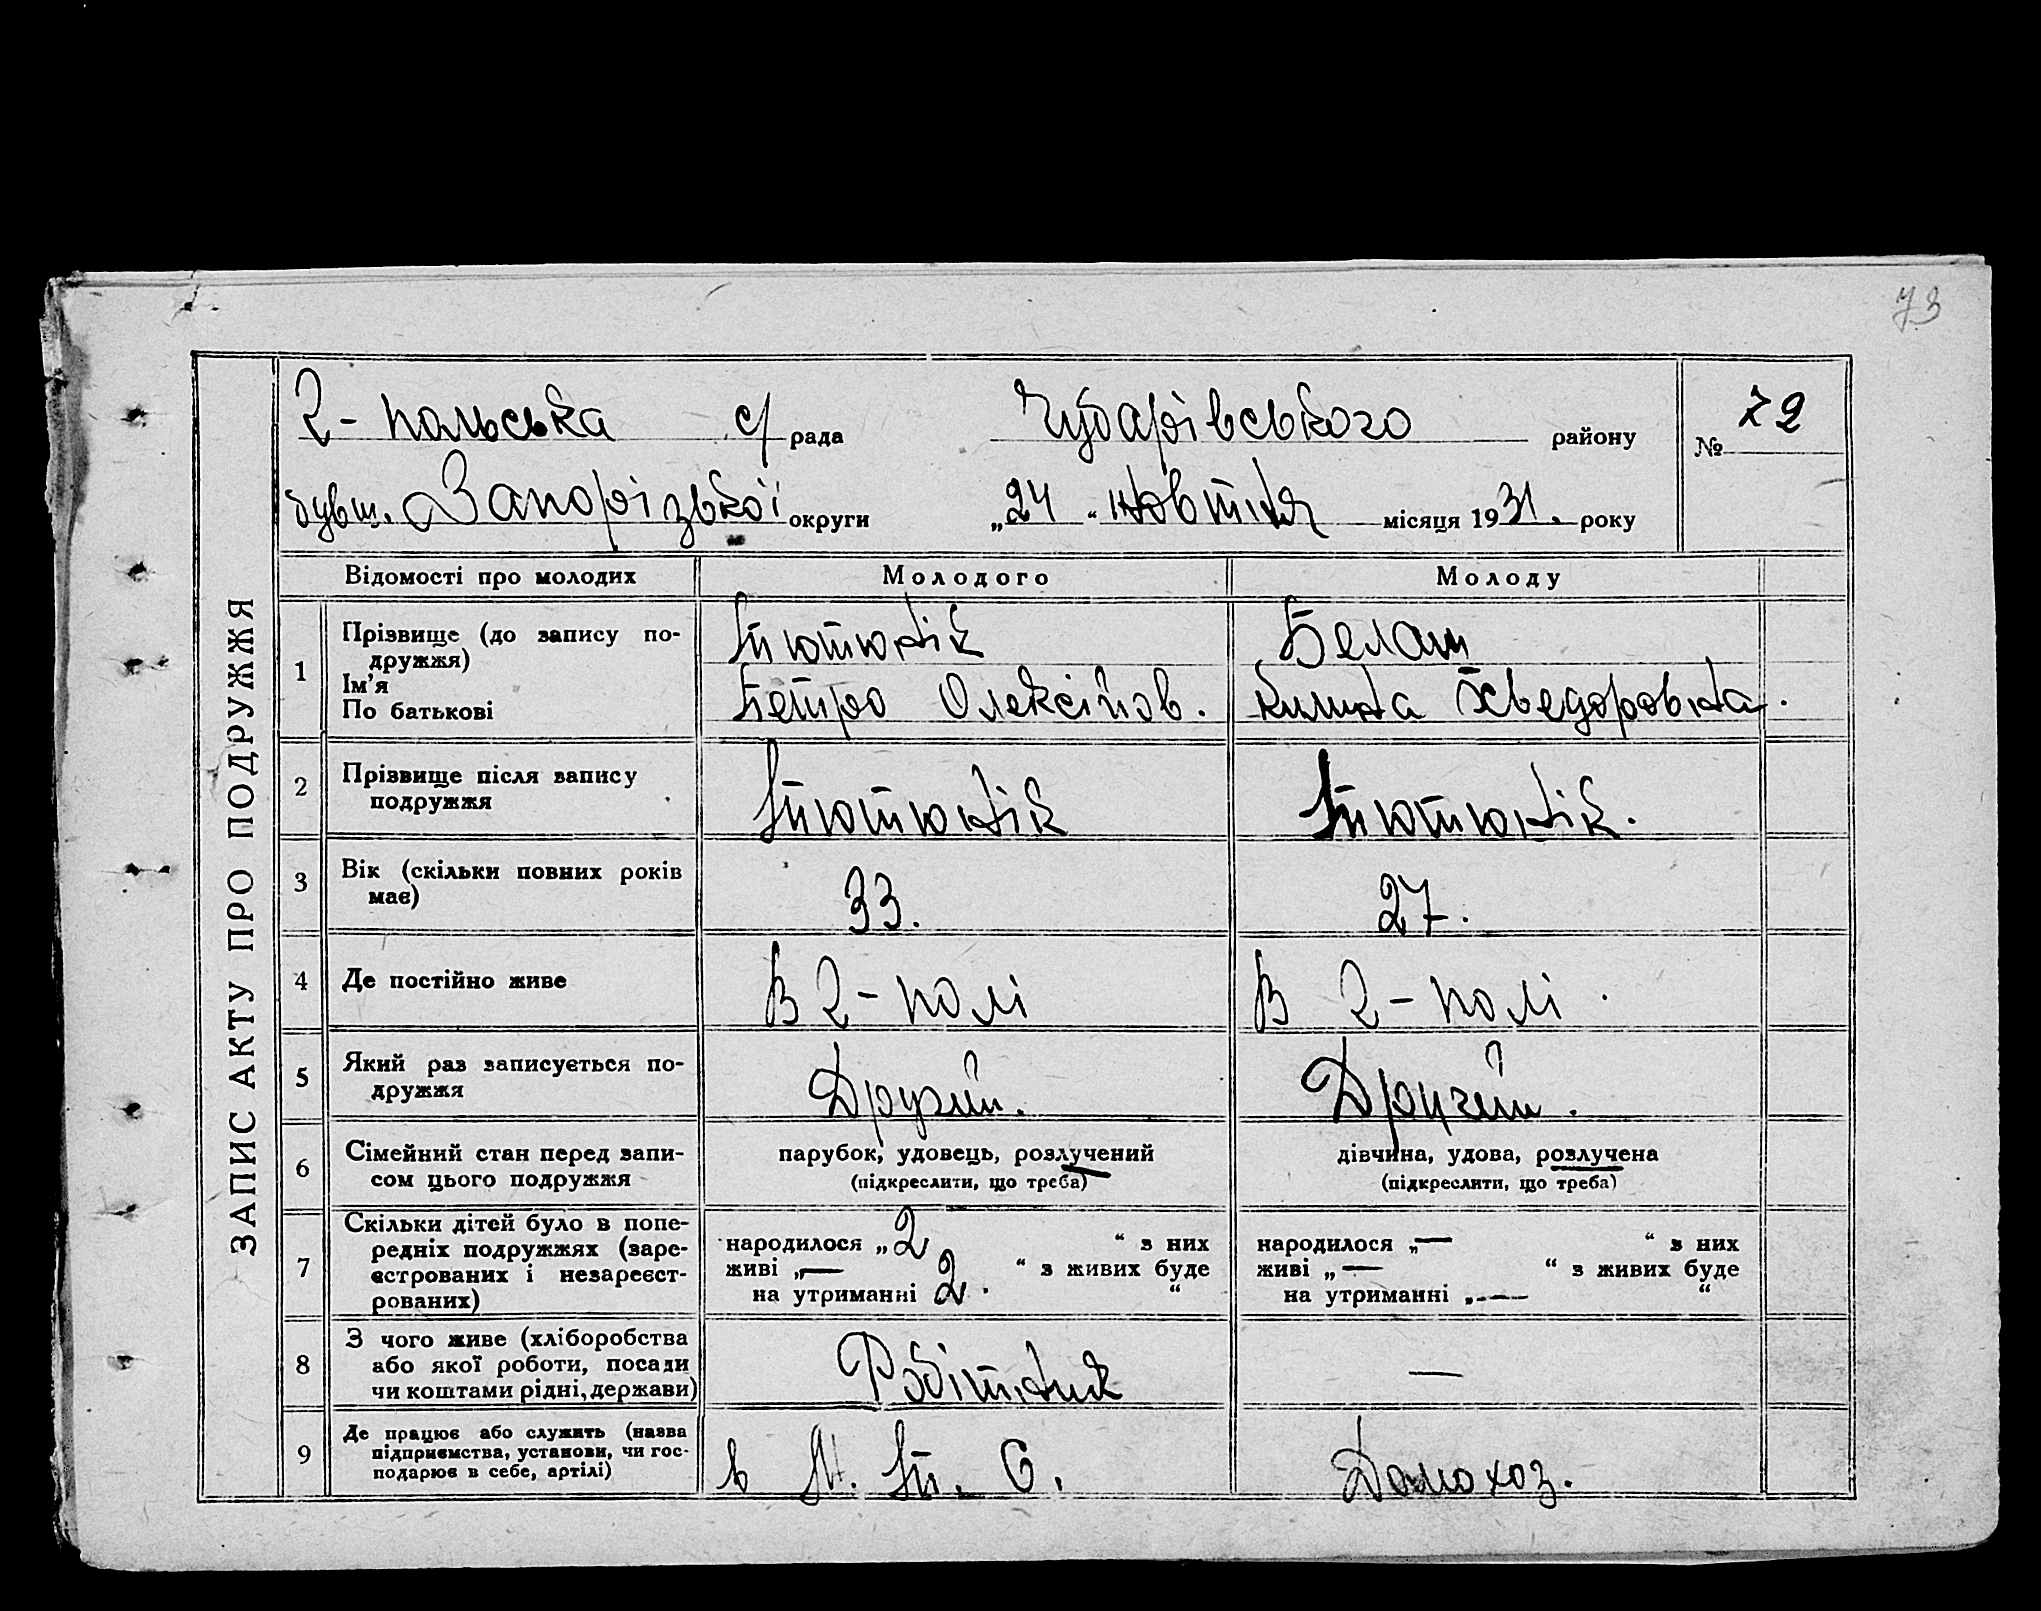 73
ЗАПИС АКТУ ПРО ПОДРУЖЖЯ
2-польська с/рада Чубарівського району № 72
бувш. Запорізької округи „24“ жовтня місяця 1931. року
Відомості про молодих Молодого Молоду
1 Прізвище (до запису по-
дружжя)
Ім'я
По батькові
Тютюнік
Петро Олексійов.
Белаш
Килина Хведоровна.
2 Прізвище після запису
подружжя
Тютюнік
Тютюнік.
3 Вік (скільки повних років
має)
33.
27.
4 Де постійно живе
В 2-полі
В 2-полі.
5 Який раз записується по-
дружжя
Другий.
Другий.
6 Сімейний стан перед запи-
сом цього подружжя
парубок, удовець, розлучений
(підкреслити, що треба)
дівчина, удова, розлучена
(підкреслити, що треба)
7 Скільки дітей було в попе-
редніх подружжях (заре-
єстрованих і незареєст-
рованих)
народилося „2“ з них
живі „—“ з живих буде
на утриманні 2.“
народилося „—“ з них
живі „—“ з живих буде
на утриманні „—“
8 З чого живе (хліборобства
або якої роботи, посади
чи коштами рідні, держави)
Робітник
—
9 Де працює або служить (назва
підприємства, установи, чи гос-
подарює в себе, артілі)
в М. Т. С.
Домохоз.